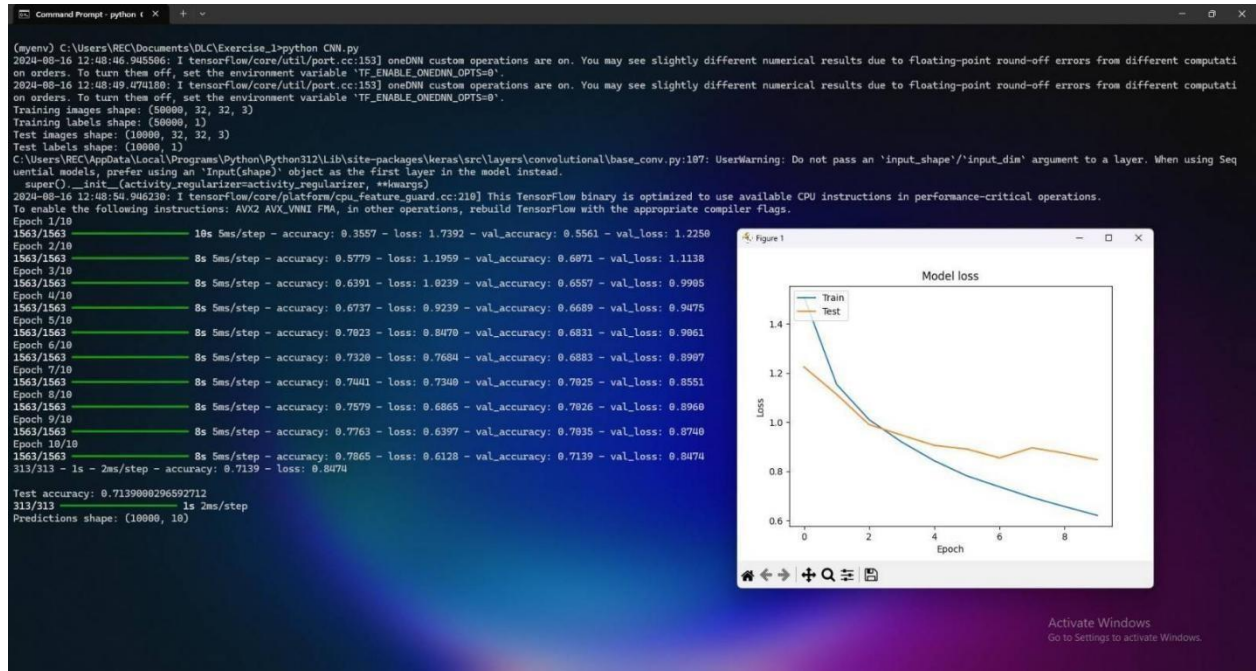 Command Prompt - python (
(myenv) C:\Users\REC\Documents\DLC\Exercise_1>python CNN.py
2024-08-16 12:48:46.945506: I tensorflow/core/util/port.cc:153] oneDNN custom operations are on. You may see slightly different numerical results due to floating-point round-off errors from different computati
on orders. To turn them off, set the environment variable `TF_ENABLE_ONEDNN_OPTS=0`.
2024-08-16 12:48:49.474180: I tensorflow/core/util/port.cc:153] oneDNN custom operations are on. You may see slightly different numerical results due to floating-point round-off errors from different computati
on orders. To turn them off, set the environment variable `TF_ENABLE_ONEDNN_OPTS=0`.
Training images shape: (50000, 32, 32, 3)
Training labels shape: (50000, 1)
Test images shape: (10000, 32, 32, 3)
Test labels shape: (10000, 1)
C:\Users\REC\AppData\Local\Programs\Python\Python312\Lib\site-packages\keras\src\layers\convolutional\base_conv.py:107: UserWarning: Do not pass an `input_shape`/`input_dim` argument to a layer. When using Seq
uential models, prefer using an `Input(shape)` object as the first layer in the model instead.
super().__init__(activity_regularizer=activity_regularizer, **kwargs)
2024-08-16 12:48:54.946230: I tensorflow/core/platform/cpu_feature_guard.cc:210] This TensorFlow binary is optimized to use available CPU instructions in performance-critical operations.
To enable the following instructions: AVX2 AVX_VNNI FMA, in other operations, rebuild TensorFlow with the appropriate compiler flags.
Epoch 1/10
1563/1563 10s 5ms/step - accuracy: 0.3557 - loss: 1.7392 - val_accuracy: 0.5561 - val_loss: 1.2250
Epoch 2/10
1563/1563 8s 5ms/step - accuracy: 0.5779 - loss: 1.1959 - val_accuracy: 0.6071 - val_loss: 1.1138
Epoch 3/10
1563/1563 8s 5ms/step - accuracy: 0.6391 - loss: 1.0239 - val_accuracy: 0.6557 - val_loss: 0.9905
Epoch 4/10
1563/1563 8s 5ms/step - accuracy: 0.6737 - loss: 0.9239 - val_accuracy: 0.6689 - val_loss: 0.9475
Epoch 5/10
1563/1563 8s 5ms/step - accuracy: 0.7023 - loss: 0.8470 - val_accuracy: 0.6831 - val_loss: 0.9061
Epoch 6/10
1563/1563 8s 5ms/step - accuracy: 0.7320 - loss: 0.7684 - val_accuracy: 0.6883 - val_loss: 0.8907
Epoch 7/10
1563/1563 8s 5ms/step - accuracy: 0.7441 - loss: 0.7340 - val_accuracy: 0.7025 - val_loss: 0.8551
Epoch 8/10
1563/1563 8s 5ms/step - accuracy: 0.7579 - loss: 0.6865 - val_accuracy: 0.7026 - val_loss: 0.8960
Epoch 9/10
1563/1563 8s 5ms/step - accuracy: 0.7763 - loss: 0.6397 - val_accuracy: 0.7035 - val_loss: 0.8740
Epoch 10/10
1563/1563 8s 5ms/step - accuracy: 0.7865 - loss: 0.6128 - val_accuracy: 0.7139 - val_loss: 0.8474
313/313 - 1s - 2ms/step - accuracy: 0.7139 - loss: 0.8474
Test accuracy: 0.7139000296592712
313/313 1s 2ms/step
Predictions shape: (10000, 10)
Figure 1
Model loss
Train
Test
1.4
1.2
1.0
0.8
0.6
Loss
0 2 4 6 8
Epoch
Activate Windows
Go to Settings to activate Windows.